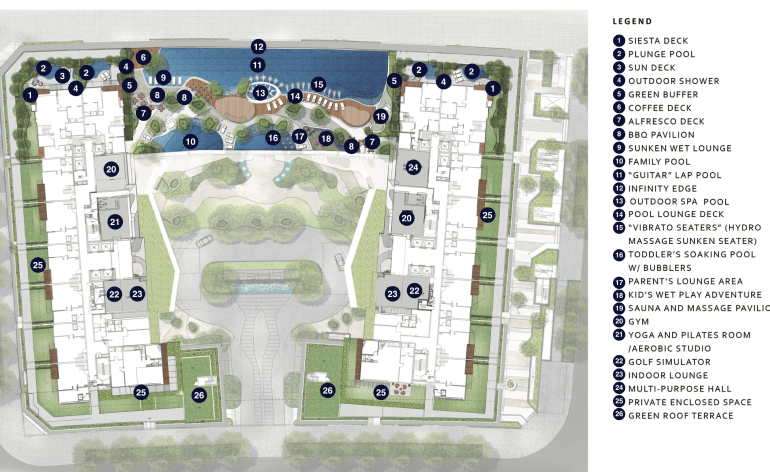 LEGEND
1 SIESTA DECK
2 PLUNGE POOL
3 SUN DECK
4 OUTDOOR SHOWER
5 GREEN BUFFER
6 COFFEE DECK
7 ALFRESCO DECK
8 BBQ PAVILION
9 SUNKEN WET LOUNGE
10 FAMILY POOL
11 "GUITAR" LAP POOL
12 INFINITY EDGE
13 OUTDOOR SPA POOL
14 POOL LOUNGE DECK
15 "VIBRATO SEATERS" (HYDRO
MASSAGE SUNKEN SEATER)
16 TODDLER'S SOAKING POOL
W/ BUBBLERS
17 PARENT'S LOUNGE AREA
18 KID'S WET PLAY ADVENTURE
19 SAUNA AND MASSAGE PAVILIO
20 GYM
21 YOGA AND PILATES ROOM
/AEROBIC STUDIO
22 GOLF SIMULATOR
23 INDOOR LOUNGE
24 MULTI-PURPOSE HALL
25 PRIVATE ENCLOSED SPACE
26 GREEN ROOF TERRACE
12
6
11
2 4 2 2 2
3 9 15 4
4 5 5 1
1 8 8 13 14
7 19
10 16 17 18 8 7
20 24
21 20 25
25
22 23 23 22
25 26 26 25